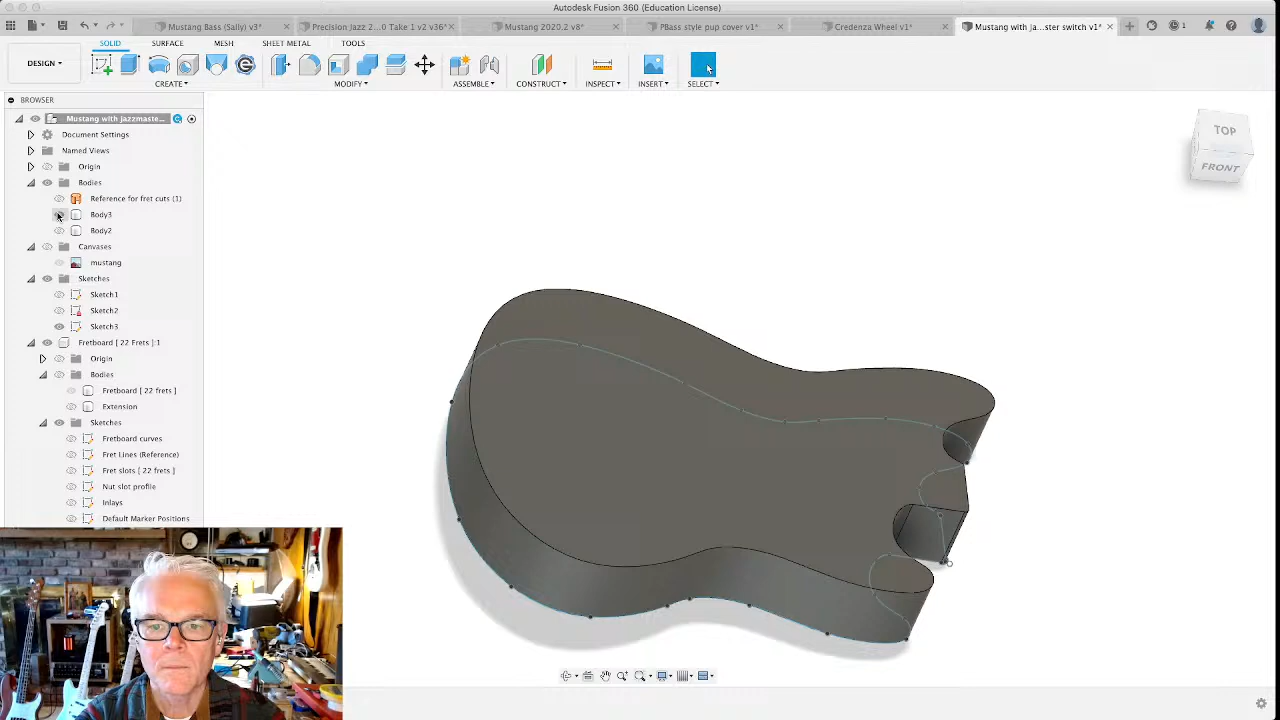 Autodesk Fusion 360 (Education License)
Mustang Bass (Sally) v3*
Precision Jazz 2...0 Take 1 v2 v36*
Mustang 2020.2 v8*
PBass style pup cover v1*
Credenza Wheel v1*
Mustang with Ja...ster switch v1*
1
SOLID
SURFACE
MESH
SHEET METAL
TOOLS
DESIGN
CREATE
MODIFY
ASSEMBLE
CONSTRUCT
INSPECT
INSERT
SELECT
BROWSER
Mustang with Jazzmaste...
Document Settings
Named Views
Origin
Bodies
Reference for fret cuts (1)
Body3
Body2
Canvases
mustang
Sketches
Sketch1
Sketch2
Sketch3
Fretboard [ 22 Frets ]:1
Origin
Bodies
Fretboard [ 22 frets ]
Extension
Sketches
Fretboard curves
Fret Lines (Reference)
Fret slots [ 22 frets ]
Nut slot profile
Inlays
Default Marker Positions
TOP
FRONT